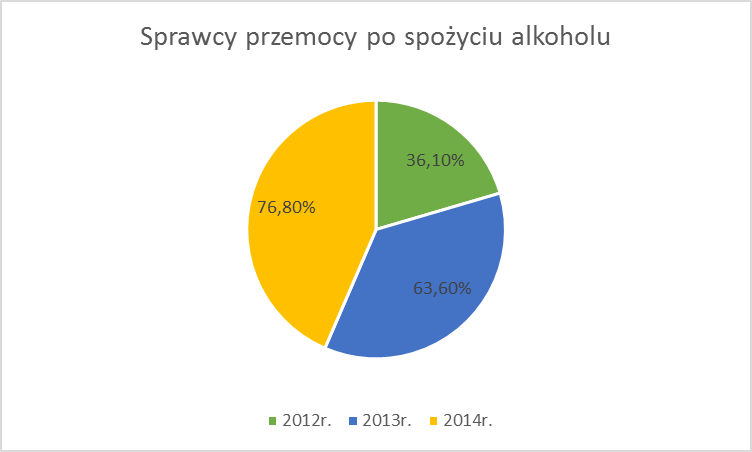 Sprawcy przemocy po spożyciu alkoholu
36,10%
76,80%
63,60%
2012r. 2013r. 2014r.